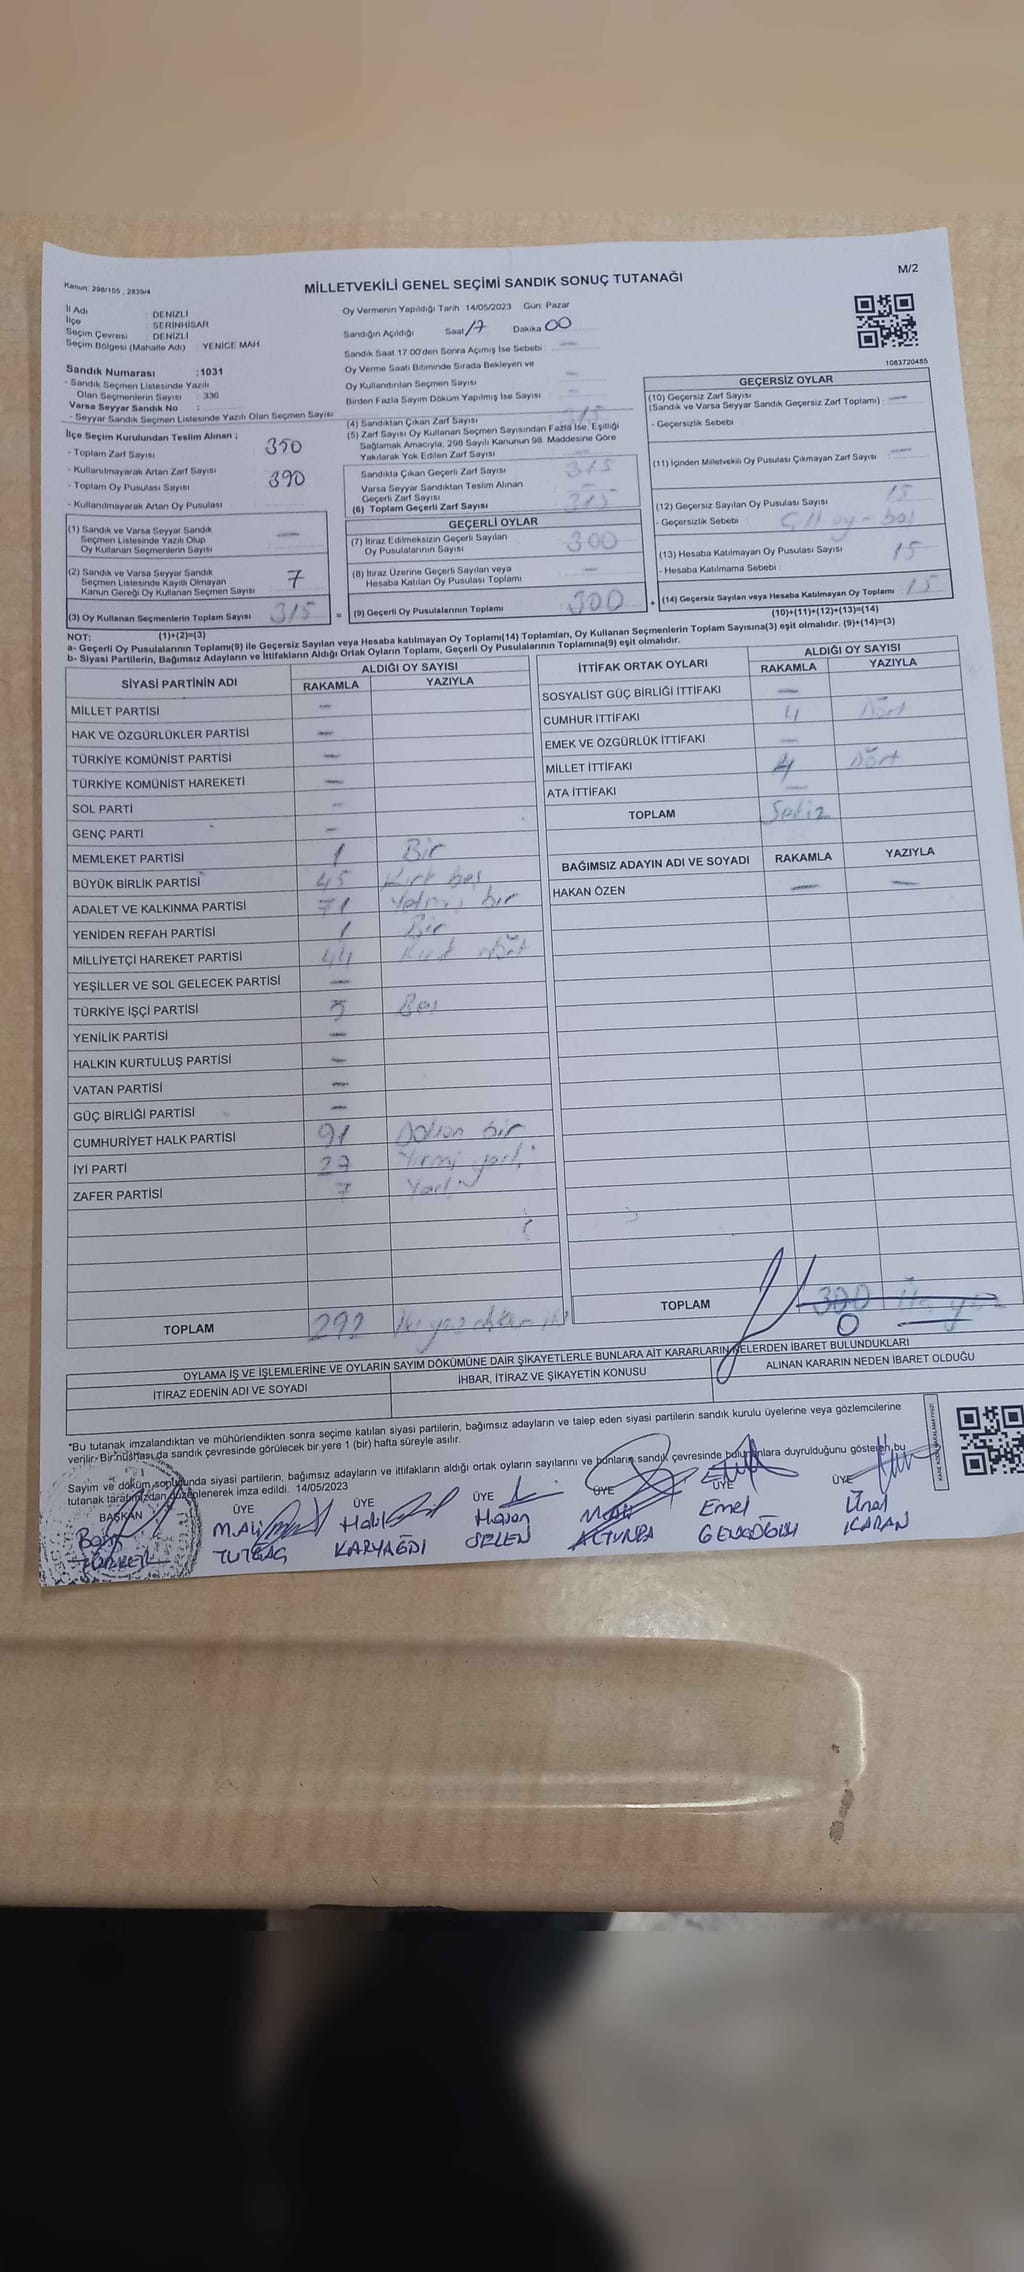 Kanun: 298/105 , 2839/4
MİLLETVEKİLİ GENEL SEÇİMİ SANDIK SONUÇ TUTANAĞI
M/2
İl Adı : DENİZLİ
İlçe : SERİNHİSAR
Seçim Çevresi : DENİZLİ
Seçim Bölgesi (Mahalle Adı) : YENİCE MAH.
Sandık Numarası :1031
- Sandık Seçmen Listesinde Yazılı
Olan Seçmenlerin Sayısı : 336
Varsa Seyyar Sandık No :
- Seyyar Sandık Seçmen Listesinde Yazılı Olan Seçmen Sayısı
Oy Vermenin Yapıldığı Tarih 14/05/2023 Gün: Pazar
Sandığın Açıldığı Saat 17 Dakika 00
Sandık Saat 17:00'den Sonra Açılmış İse Sebebi : —
Oy Verme Saati Bitiminde Sırada Bekleyen ve
Oy Kullandırılan Seçmen Sayısı —
Birden Fazla Sayım Döküm Yapılmış İse Sayısı : —
1083720485
İlçe Seçim Kurulundan Teslim Alınan ;
- Toplam Zarf Sayısı 350
- Kullanılmayarak Artan Zarf Sayısı
- Toplam Oy Pusulası Sayısı 390
- Kullanılmayarak Artan Oy Pusulası
(1) Sandık ve Varsa Seyyar Sandık
Seçmen Listesinde Yazılı Olup
Oy Kullanan Seçmenlerin Sayısı —
(2) Sandık ve Varsa Seyyar Sandık
Seçmen Listesinde Kayıtlı Olmayan
Kanun Gereği Oy Kullanan Seçmen Sayısı 7
(3) Oy Kullanan Seçmenlerin Toplam Sayısı 315 =
(4) Sandıktan Çıkan Zarf Sayısı 315
(5) Zarf Sayısı Oy Kullanan Seçmen Sayısından Fazla İse, Eşitliği
Sağlamak Amacıyla, 298 Sayılı Kanunun 98. Maddesine Göre
Yakılarak Yok Edilen Zarf Sayısı —
Sandıkta Çıkan Geçerli Zarf Sayısı 315
Varsa Seyyar Sandıktan Teslim Alınan
Geçerli Zarf Sayısı —
(6) Toplam Geçerli Zarf Sayısı 315
GEÇERLİ OYLAR
(7) İtiraz Edilmeksizin Geçerli Sayılan
Oy Pusulalarının Sayısı 300
(8) İtiraz Üzerine Geçerli Sayılan veya
Hesaba Katılan Oy Pusulası Toplamı —
(9) Geçerli Oy Pusulalarının Toplamı 300 +
GEÇERSİZ OYLAR
(10) Geçersiz Zarf Sayısı
(Sandık ve Varsa Seyyar Sandık Geçersiz Zarf Toplamı) : —
- Geçersizlik Sebebi :
(11) İçinden Milletvekili Oy Pusulası Çıkmayan Zarf Sayısı : —
(12) Geçersiz Sayılan Oy Pusulası Sayısı 15
- Geçersizlik Sebebi : oy - boş
(13) Hesaba Katılmayan Oy Pusulası Sayısı 15
- Hesaba Katılmama Sebebi :
(14) Geçersiz Sayılan veya Hesaba Katılmayan Oy Toplamı : 15
(10)+(11)+(12)+(13)=(14)
NOT: (1)+(2)=(3)
a- Geçerli Oy Pusulalarının Toplamı(9) ile Geçersiz Sayılan veya Hesaba katılmayan Oy Toplamı(14) Toplamları, Oy Kullanan Seçmenlerin Toplam Sayısına(3) eşit olmalıdır. (9)+(14)=(3)
b- Siyasi Partilerin, Bağımsız Adayların ve İttifakların Aldığı Ortak Oyların Toplamı, Geçerli Oy Pusulalarının Toplamına(9) eşit olmalıdır.
SİYASİ PARTİNİN ADI ALDIĞI OY SAYISI
RAKAMLA YAZIYLA
MİLLET PARTİSİ —
HAK VE ÖZGÜRLÜKLER PARTİSİ —
TÜRKİYE KOMÜNİST PARTİSİ —
TÜRKİYE KOMÜNİST HAREKETİ —
SOL PARTİ —
GENÇ PARTİ —
MEMLEKET PARTİSİ 1 Bir
BÜYÜK BİRLİK PARTİSİ 45 Kırk beş
ADALET VE KALKINMA PARTİSİ 71 Yetmiş bir
YENİDEN REFAH PARTİSİ 1 Bir
MİLLİYETÇİ HAREKET PARTİSİ 44 Kırk dört
YEŞİLLER VE SOL GELECEK PARTİSİ —
TÜRKİYE İŞÇİ PARTİSİ 5 Beş
YENİLİK PARTİSİ —
HALKIN KURTULUŞ PARTİSİ —
VATAN PARTİSİ —
GÜÇ BİRLİĞİ PARTİSİ —
CUMHURİYET HALK PARTİSİ 91 Doksan bir
İYİ PARTİ 27 Yirmi yedi
ZAFER PARTİSİ 7 Yedi
TOPLAM 292 İki yüz doksan iki
İTTİFAK ORTAK OYLARI ALDIĞI OY SAYISI
RAKAMLA YAZIYLA
SOSYALİST GÜÇ BİRLİĞİ İTTİFAKI —
CUMHUR İTTİFAKI 4 Dört
EMEK VE ÖZGÜRLÜK İTTİFAKI —
MİLLET İTTİFAKI 4 Dört
ATA İTTİFAKI —
TOPLAM Sekiz
BAĞIMSIZ ADAYIN ADI VE SOYADI RAKAMLA YAZIYLA
HAKAN ÖZEN — —
TOPLAM 300 Üç yüz
0
OYLAMA İŞ VE İŞLEMLERİNE VE OYLARIN SAYIM DÖKÜMÜNE DAİR ŞİKAYETLERLE BUNLARA AİT KARARLARIN NELERDEN İBARET BULUNDUKLARI
İTİRAZ EDENİN ADI VE SOYADI İHBAR, İTİRAZ VE ŞİKAYETİN KONUSU ALINAN KARARIN NEDEN İBARET OLDUĞU
*Bu tutanak imzalandıktan ve mühürlendikten sonra seçime katılan siyasi partilerin, bağımsız adayların ve talep eden siyasi partilerin sandık kurulu üyelerine veya gözlemcilerine
verilir. Bir nüshası da sandık çevresinde görülecek bir yere 1 (bir) hafta süreyle asılır.
Sayım ve döküm sonucunda siyasi partilerin, bağımsız adayların ve ittifakların aldığı ortak oyların sayılarını ve bunların sandık çevresinde bulunanlara duyurulduğunu gösteren bu
tutanak tarafımızdan düzenlenerek imza edildi. 14/05/2023
BAŞKAN ÜYE ÜYE ÜYE ÜYE ÜYE ÜYE
M.Ali Halil Hasan Emel Ünal
KARYAĞDI SELEN ALTUNBA GENÇOĞLU KARAN